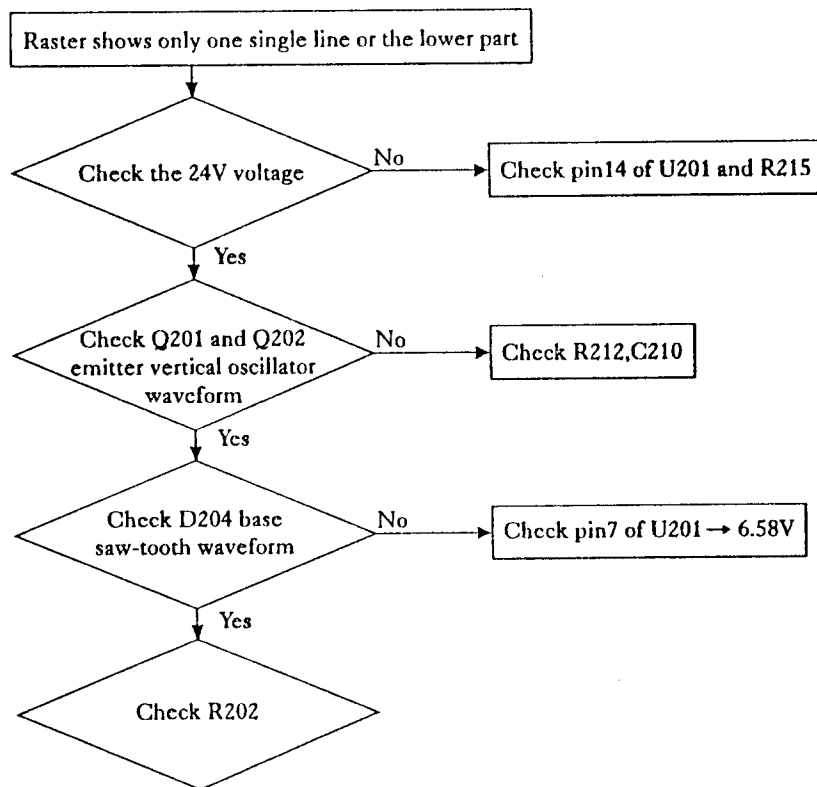 Raster shows only one single line or the lower part
Check the 24V voltage
No
Check pin14 of U201 and R215
Yes
Check Q201 and Q202
emitter vertical oscillator
waveform
No
Check R212,C210
Yes
Check D204 base
saw-tooth waveform
No
Check pin7 of U201 → 6.58V
Yes
Check R202